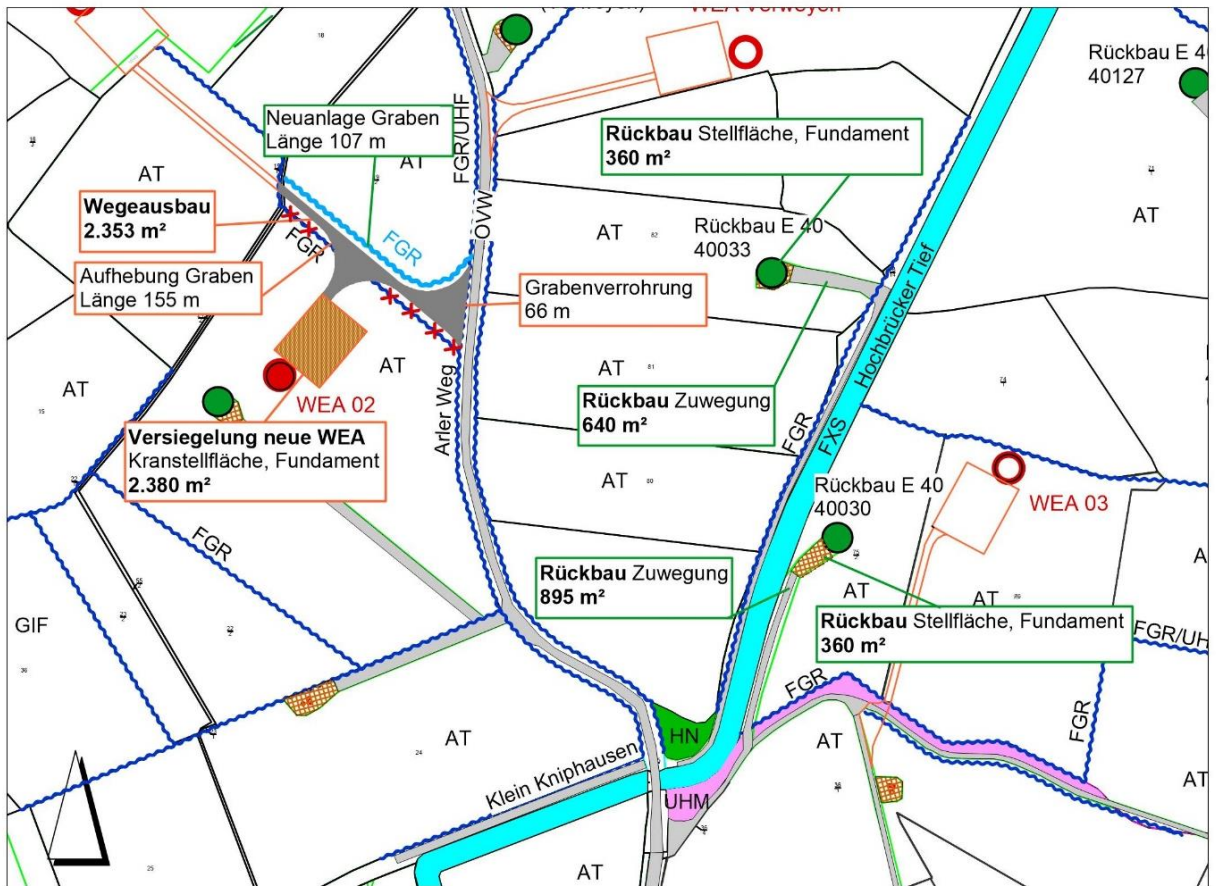 WEA Verweyen
Rückbau E 4
40127
Neuanlage Graben
Länge 107 m
FGR/UHF
Rückbau Stellfläche, Fundament
360 m²
AT
AT
AT
Wegeausbau
2.353 m²
FGR
FGR
OVW
AT
Rückbau E 40
40033
Hochbrücker Tief
Aufhebung Graben
Länge 155 m
Grabenverrohrung
66 m
AT
AT
AT
WEA 02
Arler Weg
Rückbau Zuwegung
640 m²
FGR
FXS
Versiegelung neue WEA
Kranstellfläche, Fundament
2.380 m²
AT
Rückbau E 40
40030
WEA 03
FGR
Rückbau Zuwegung
895 m²
AT
AT
A
GIF
Rückbau Stellfläche, Fundament
360 m²
FGR/UH
FGR
FGR
HN
AT
AT
AT
Klein Kniphausen
UHM
AT